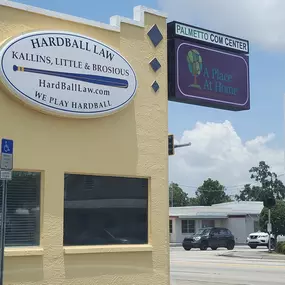 HARDBALL LAW
KALLINS, LITTLE & BROSIOUS
HardBallLaw.com
WE PLAY HARDBALL
PALMETTO COM CENTER
A Place
At Home